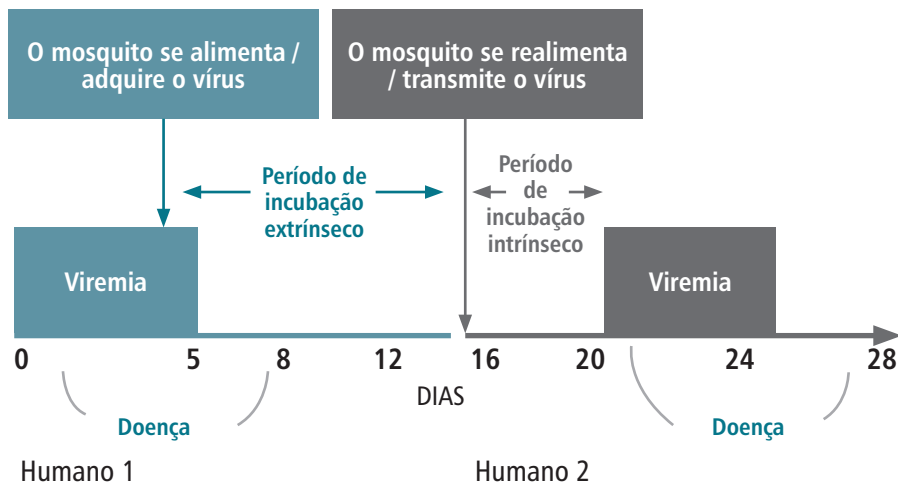 O mosquito se alimenta /
adquire o vírus
O mosquito se realimenta
/ transmite o vírus
Período de
incubação
extrínseco
Período
de
incubação
intrínseco
Viremia
Viremia
0 5 8 12 16 20 24 28
DIAS
Doença
Doença
Humano 1
Humano 2